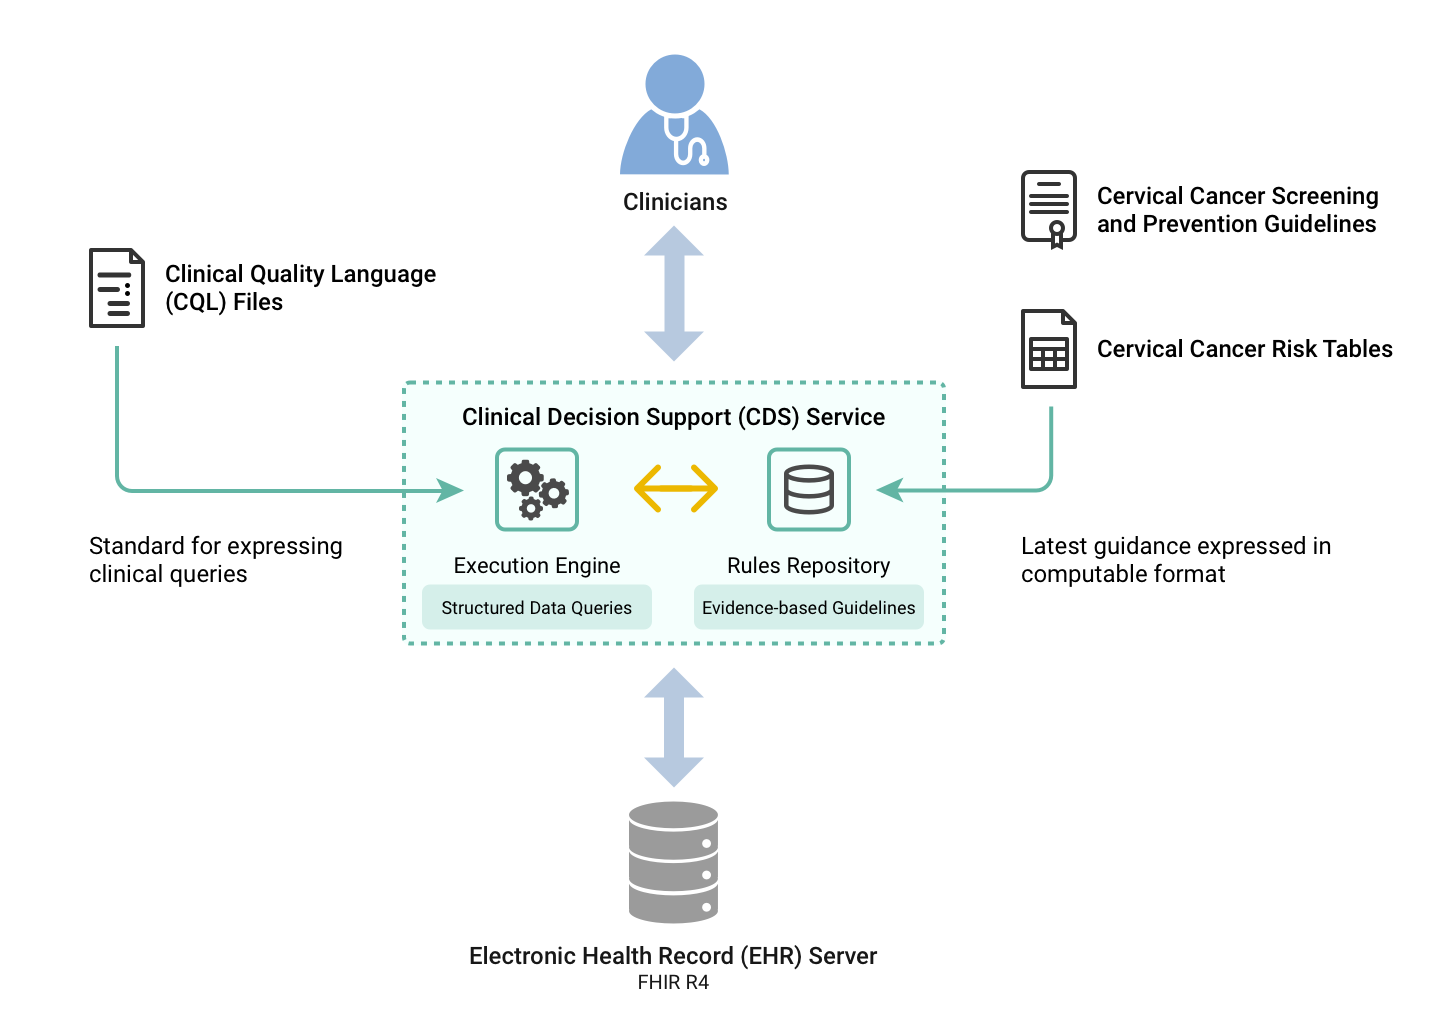 Clinicians
Cervical Cancer Screening
and Prevention Guidelines
Clinical Quality Language
(CQL) Files
Cervical Cancer Risk Tables
Clinical Decision Support (CDS) Service
Standard for expressing
clinical queries
Execution Engine
Structured Data Queries
Rules Repository
Evidence-based Guidelines
Latest guidance expressed in
computable format
Electronic Health Record (EHR) Server
FHIR R4